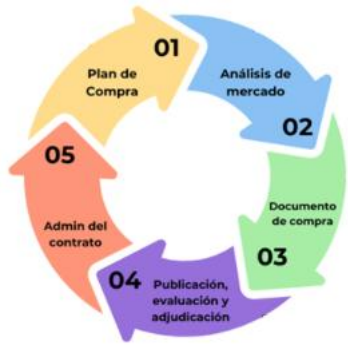 01
Plan de
Compra
Análisis de
mercado
02
Documento
de compra
03
04
Publicación,
evaluación y
adjudicación
05
Admin del
contrato